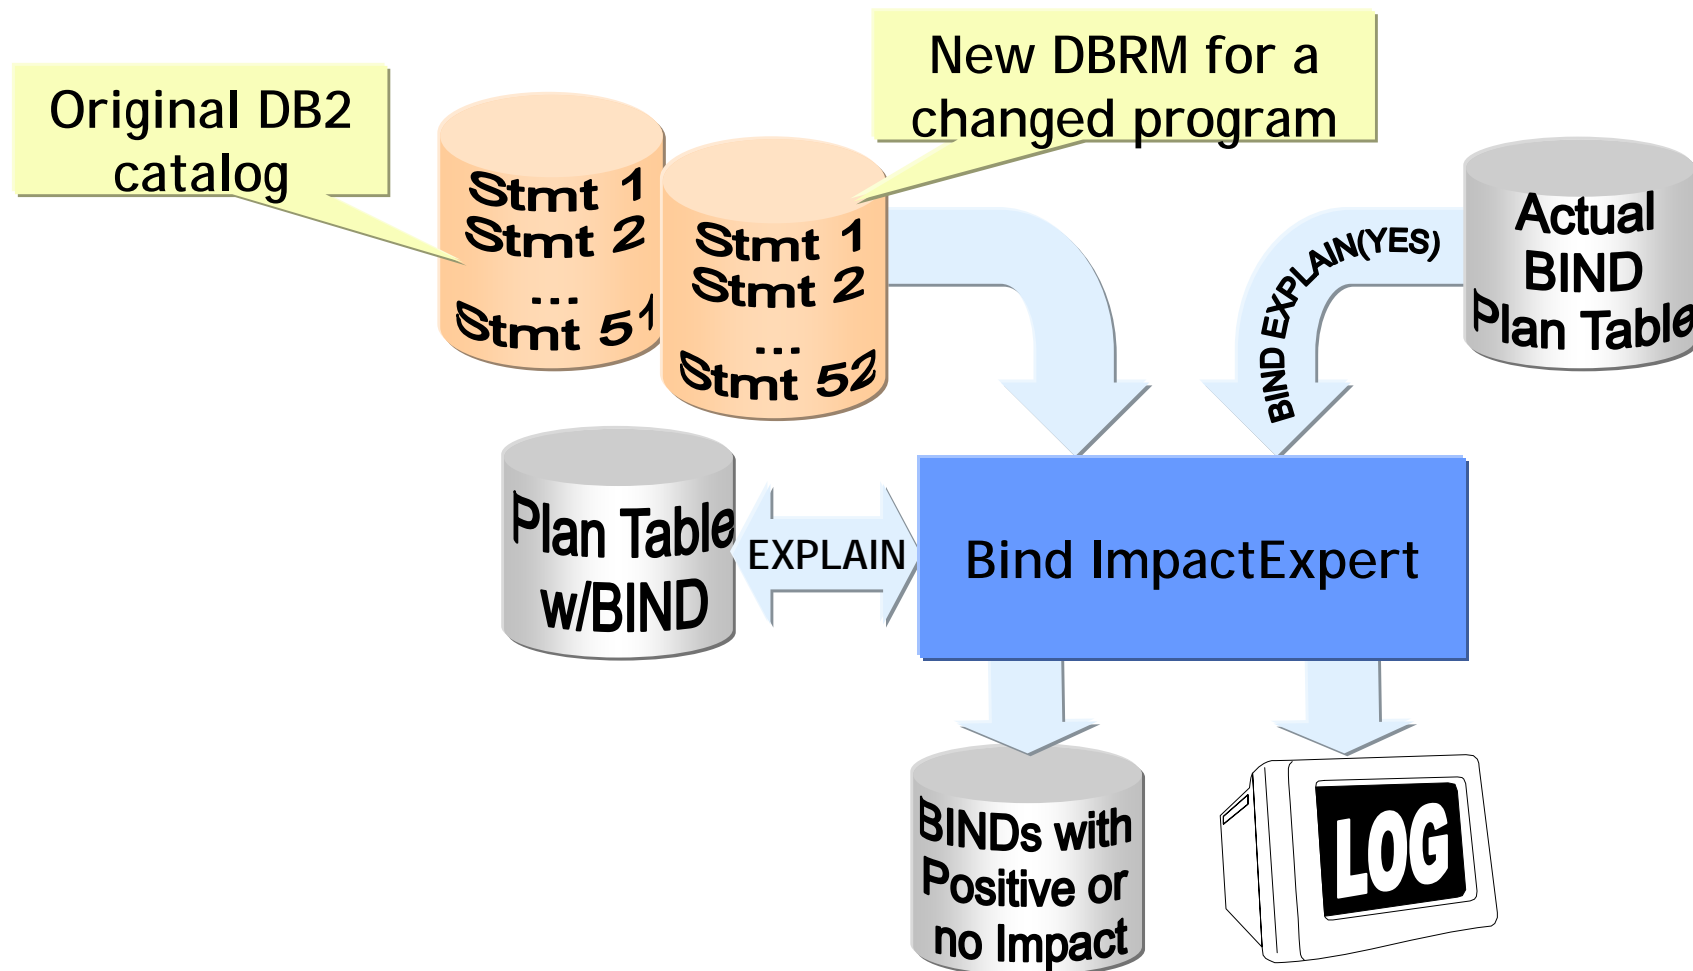 Original DB2
catalog
New DBRM for a
changed program
Stmt 1
Stmt 2
...
Stmt 51
Stmt 1
Stmt 2
...
Stmt 52
BIND EXPLAIN(YES)
Actual
BIND
Plan Table
Plan Table
w/BIND
EXPLAIN
Bind ImpactExpert
BINDs with
Positive or
no Impact
LOG